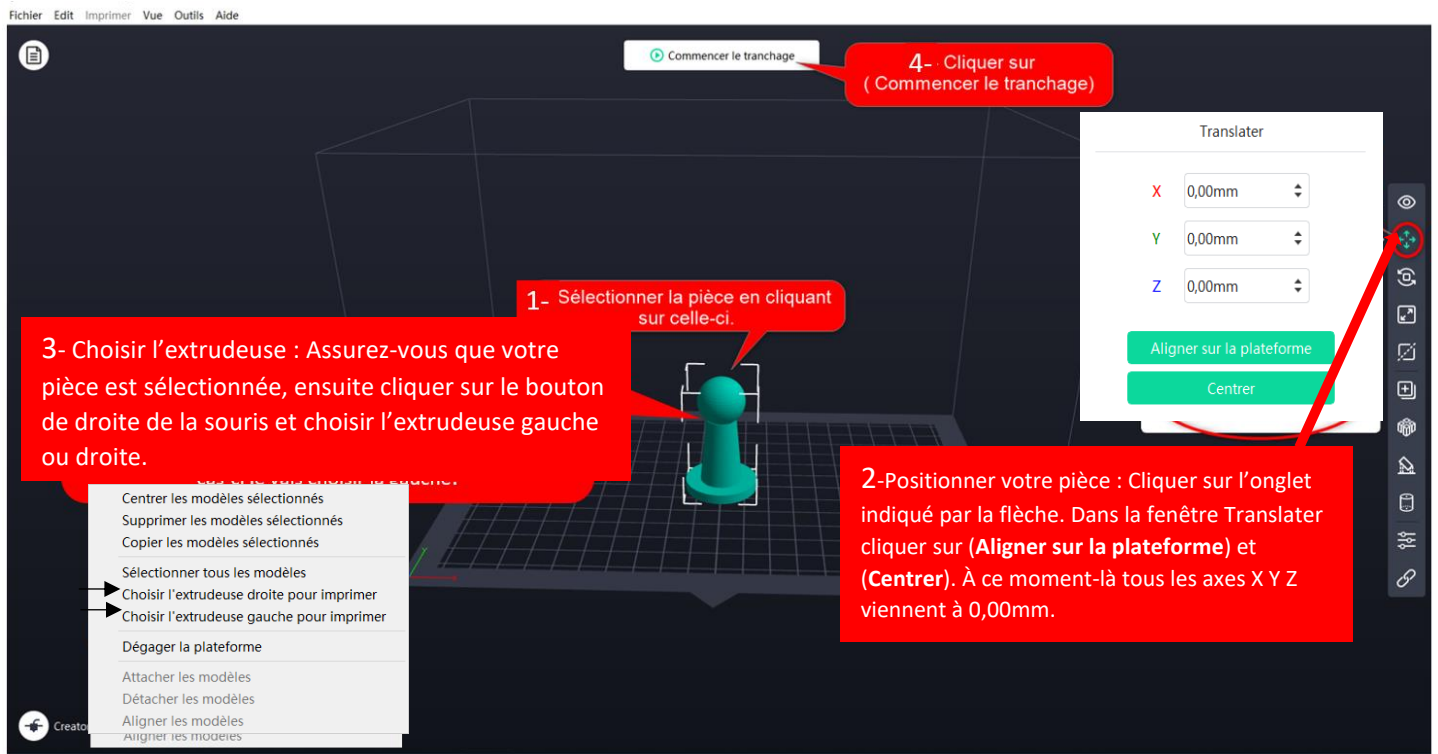 Fichier Edit Imprimer Vue Outils Aide
Commencer le tranchage
4- Cliquer sur
( Commencer le tranchage)
Translater
X 0,00mm
Y 0,00mm
Z 0,00mm
Aligner sur la plateforme
Centrer
1- Sélectionner la pièce en cliquant
sur celle-ci.
3- Choisir l’extrudeuse : Assurez-vous que votre
pièce est sélectionnée, ensuite cliquer sur le bouton
de droite de la souris et choisir l’extrudeuse gauche
ou droite.
2-Positionner votre pièce : Cliquer sur l’onglet
indiqué par la flèche. Dans la fenêtre Translater
cliquer sur (Aligner sur la plateforme) et
(Centrer). À ce moment-là tous les axes X Y Z
viennent à 0,00mm.
Centrer les modèles sélectionnés
Supprimer les modèles sélectionnés
Copier les modèles sélectionnés
Sélectionner tous les modèles
Choisir l'extrudeuse droite pour imprimer
Choisir l'extrudeuse gauche pour imprimer
Dégager la plateforme
Attacher les modèles
Détacher les modèles
Aligner les modèles
Aligner les modèles